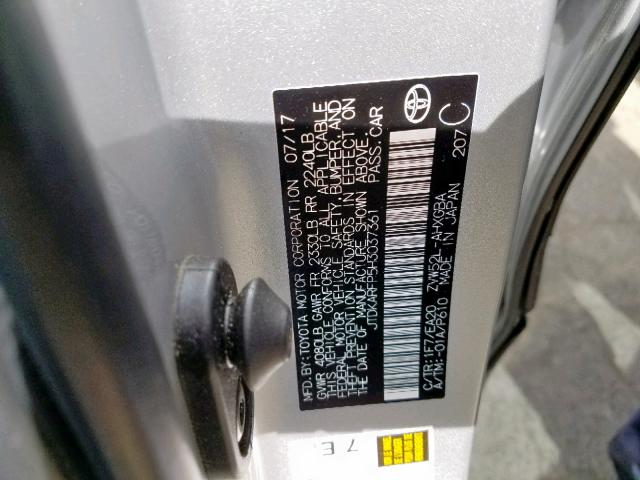 MFD.BY:TOYOTA MOTOR CORPORATION 07/17
GVWR 4080LB GAWR FR 2330LB RR 2240LB
THIS VEHICLE CONFORMS TO ALL APPLICABLE
FEDERAL MOTOR VEHICLE SAFETY, BUMPER, AND
THEFT PREVENTION STANDARDS IN EFFECT ON
THE DATE OF MANUFACTURE SHOWN ABOVE.
JTDKARFP5H3037361 PASS.CAR
C/TR:1F7/EA20 ZVW52L-AHXGBA
A/TM:-01A/P610 MADE IN JAPAN 207 C
7 E